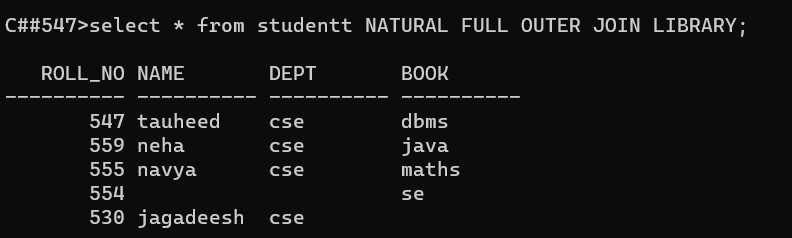 C##547>select * from studentt NATURAL FULL OUTER JOIN LIBRARY;
ROLL_NO NAME DEPT BOOK
---------- ---------- ---------- ----------
547 tauheed cse dbms
559 neha cse java
555 navya cse maths
554 se
530 jagadeesh cse